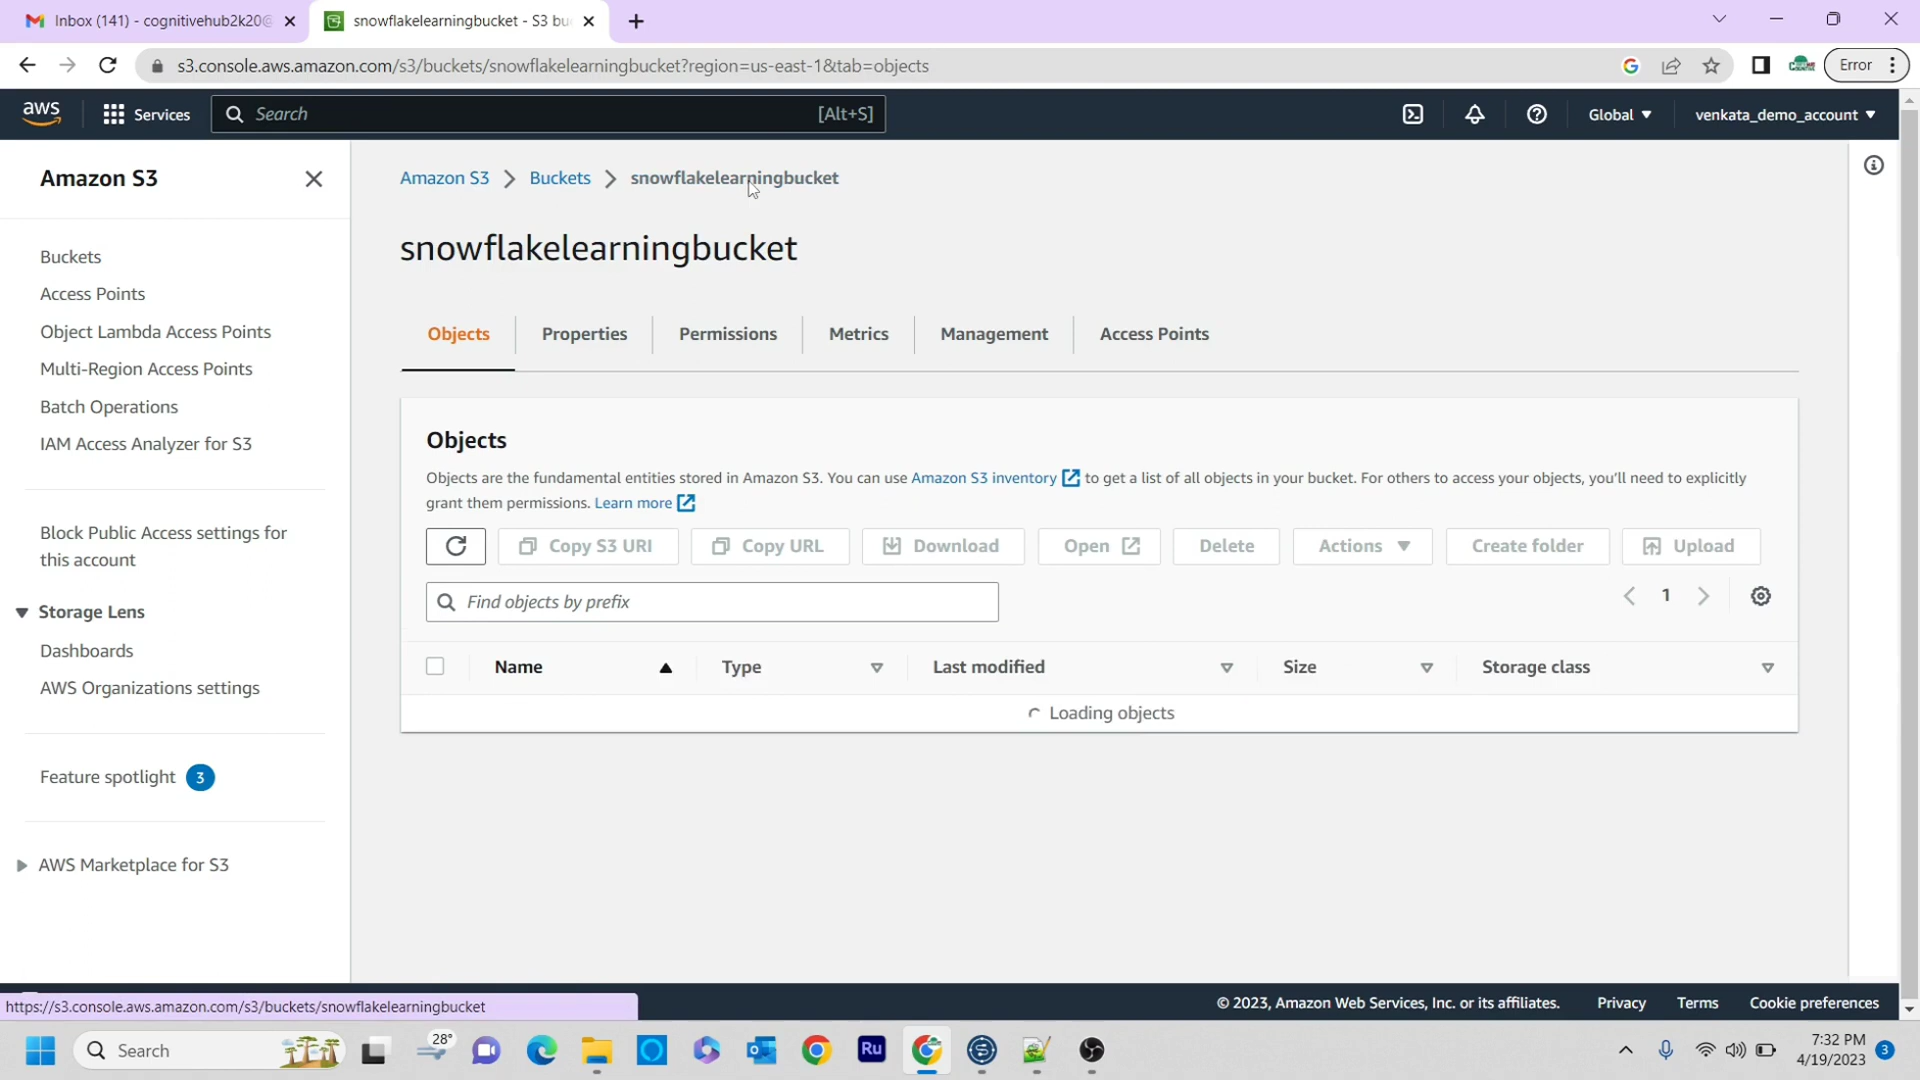 Inbox (141) - cognitivehub2k20@
snowflakelearningbucket - S3 bu
s3.console.aws.amazon.com/s3/buckets/snowflakelearningbucket?region=us-east-1&tab=objects
Error
aws
Services
Search
[Alt+S]
Global
venkata_demo_account
Amazon S3
Buckets
Access Points
Object Lambda Access Points
Multi-Region Access Points
Batch Operations
IAM Access Analyzer for S3
Block Public Access settings for
this account
Storage Lens
Dashboards
AWS Organizations settings
Feature spotlight 3
AWS Marketplace for S3
Amazon S3 > Buckets > snowflakelearningbucket
snowflakelearningbucket
Objects
Properties
Permissions
Metrics
Management
Access Points
Objects
Objects are the fundamental entities stored in Amazon S3. You can use Amazon S3 inventory to get a list of all objects in your bucket. For others to access your objects, you'll need to explicitly
grant them permissions. Learn more
Copy S3 URI
Copy URL
Download
Open
Delete
Actions
Create folder
Upload
Find objects by prefix
1
Name
Type
Last modified
Size
Storage class
Loading objects
https://s3.console.aws.amazon.com/s3/buckets/snowflakelearningbucket
© 2023, Amazon Web Services, Inc. or its affiliates.
Privacy
Terms
Cookie preferences
Search
28°
Ru
7:32 PM
4/19/2023
3